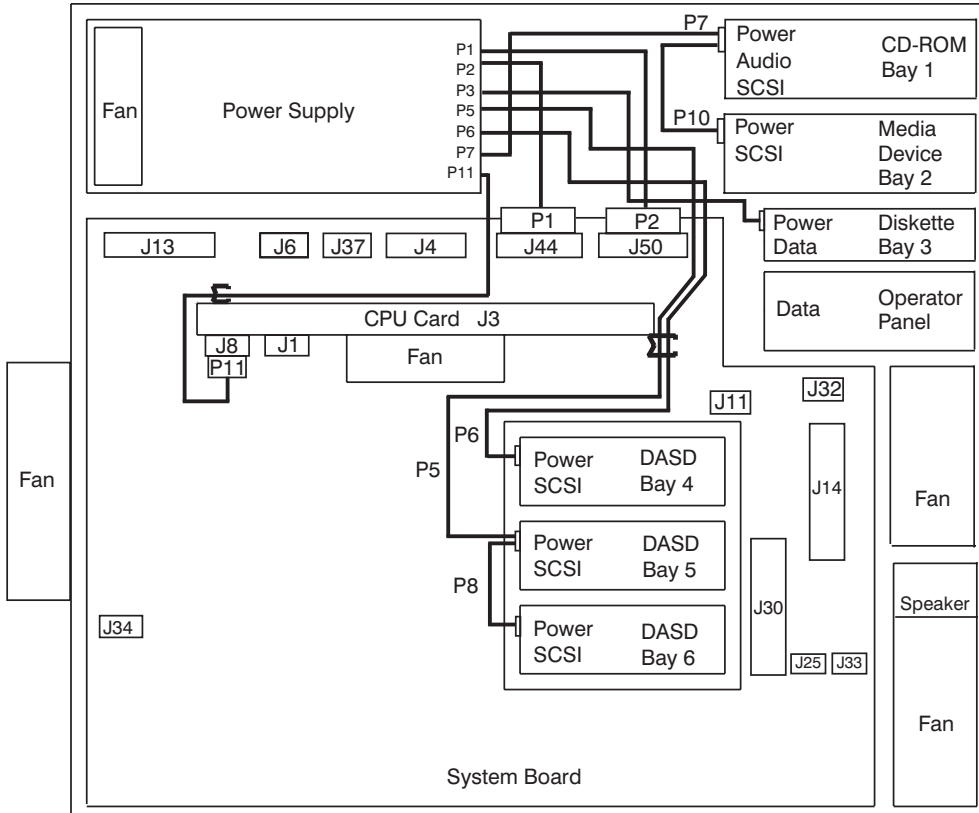 Fan
Power Supply
P1
P2
P3
P5
P6
P7
P11
P7
Power
Audio
SCSI
CD-ROM
Bay 1
P10
Power
SCSI
Media
Device
Bay 2
Power
Data
Diskette
Bay 3
Data
Operator
Panel
P1
P2
J13
J6
J37
J4
J44
J50
CPU Card J3
J8
J1
Fan
P11
J11
J32
P6
P5
Power
SCSI
DASD
Bay 4
J14
Fan
Fan
Power
SCSI
DASD
Bay 5
P8
J30
Power
SCSI
DASD
Bay 6
Speaker
J34
J25
J33
Fan
System Board